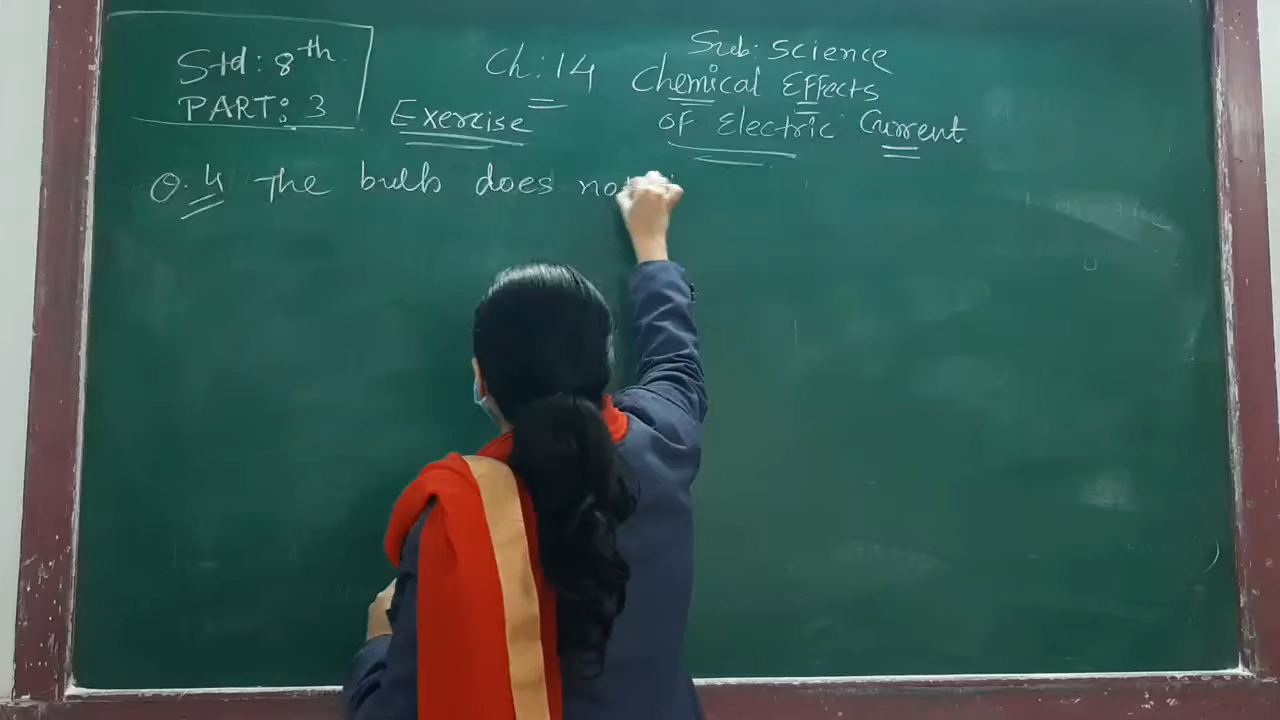 Std: 8th
PART: 3
Ch: 14
Exercise
Sub: Science
Chemical Effects
of Electric Current
Q. 4 The bulb does not